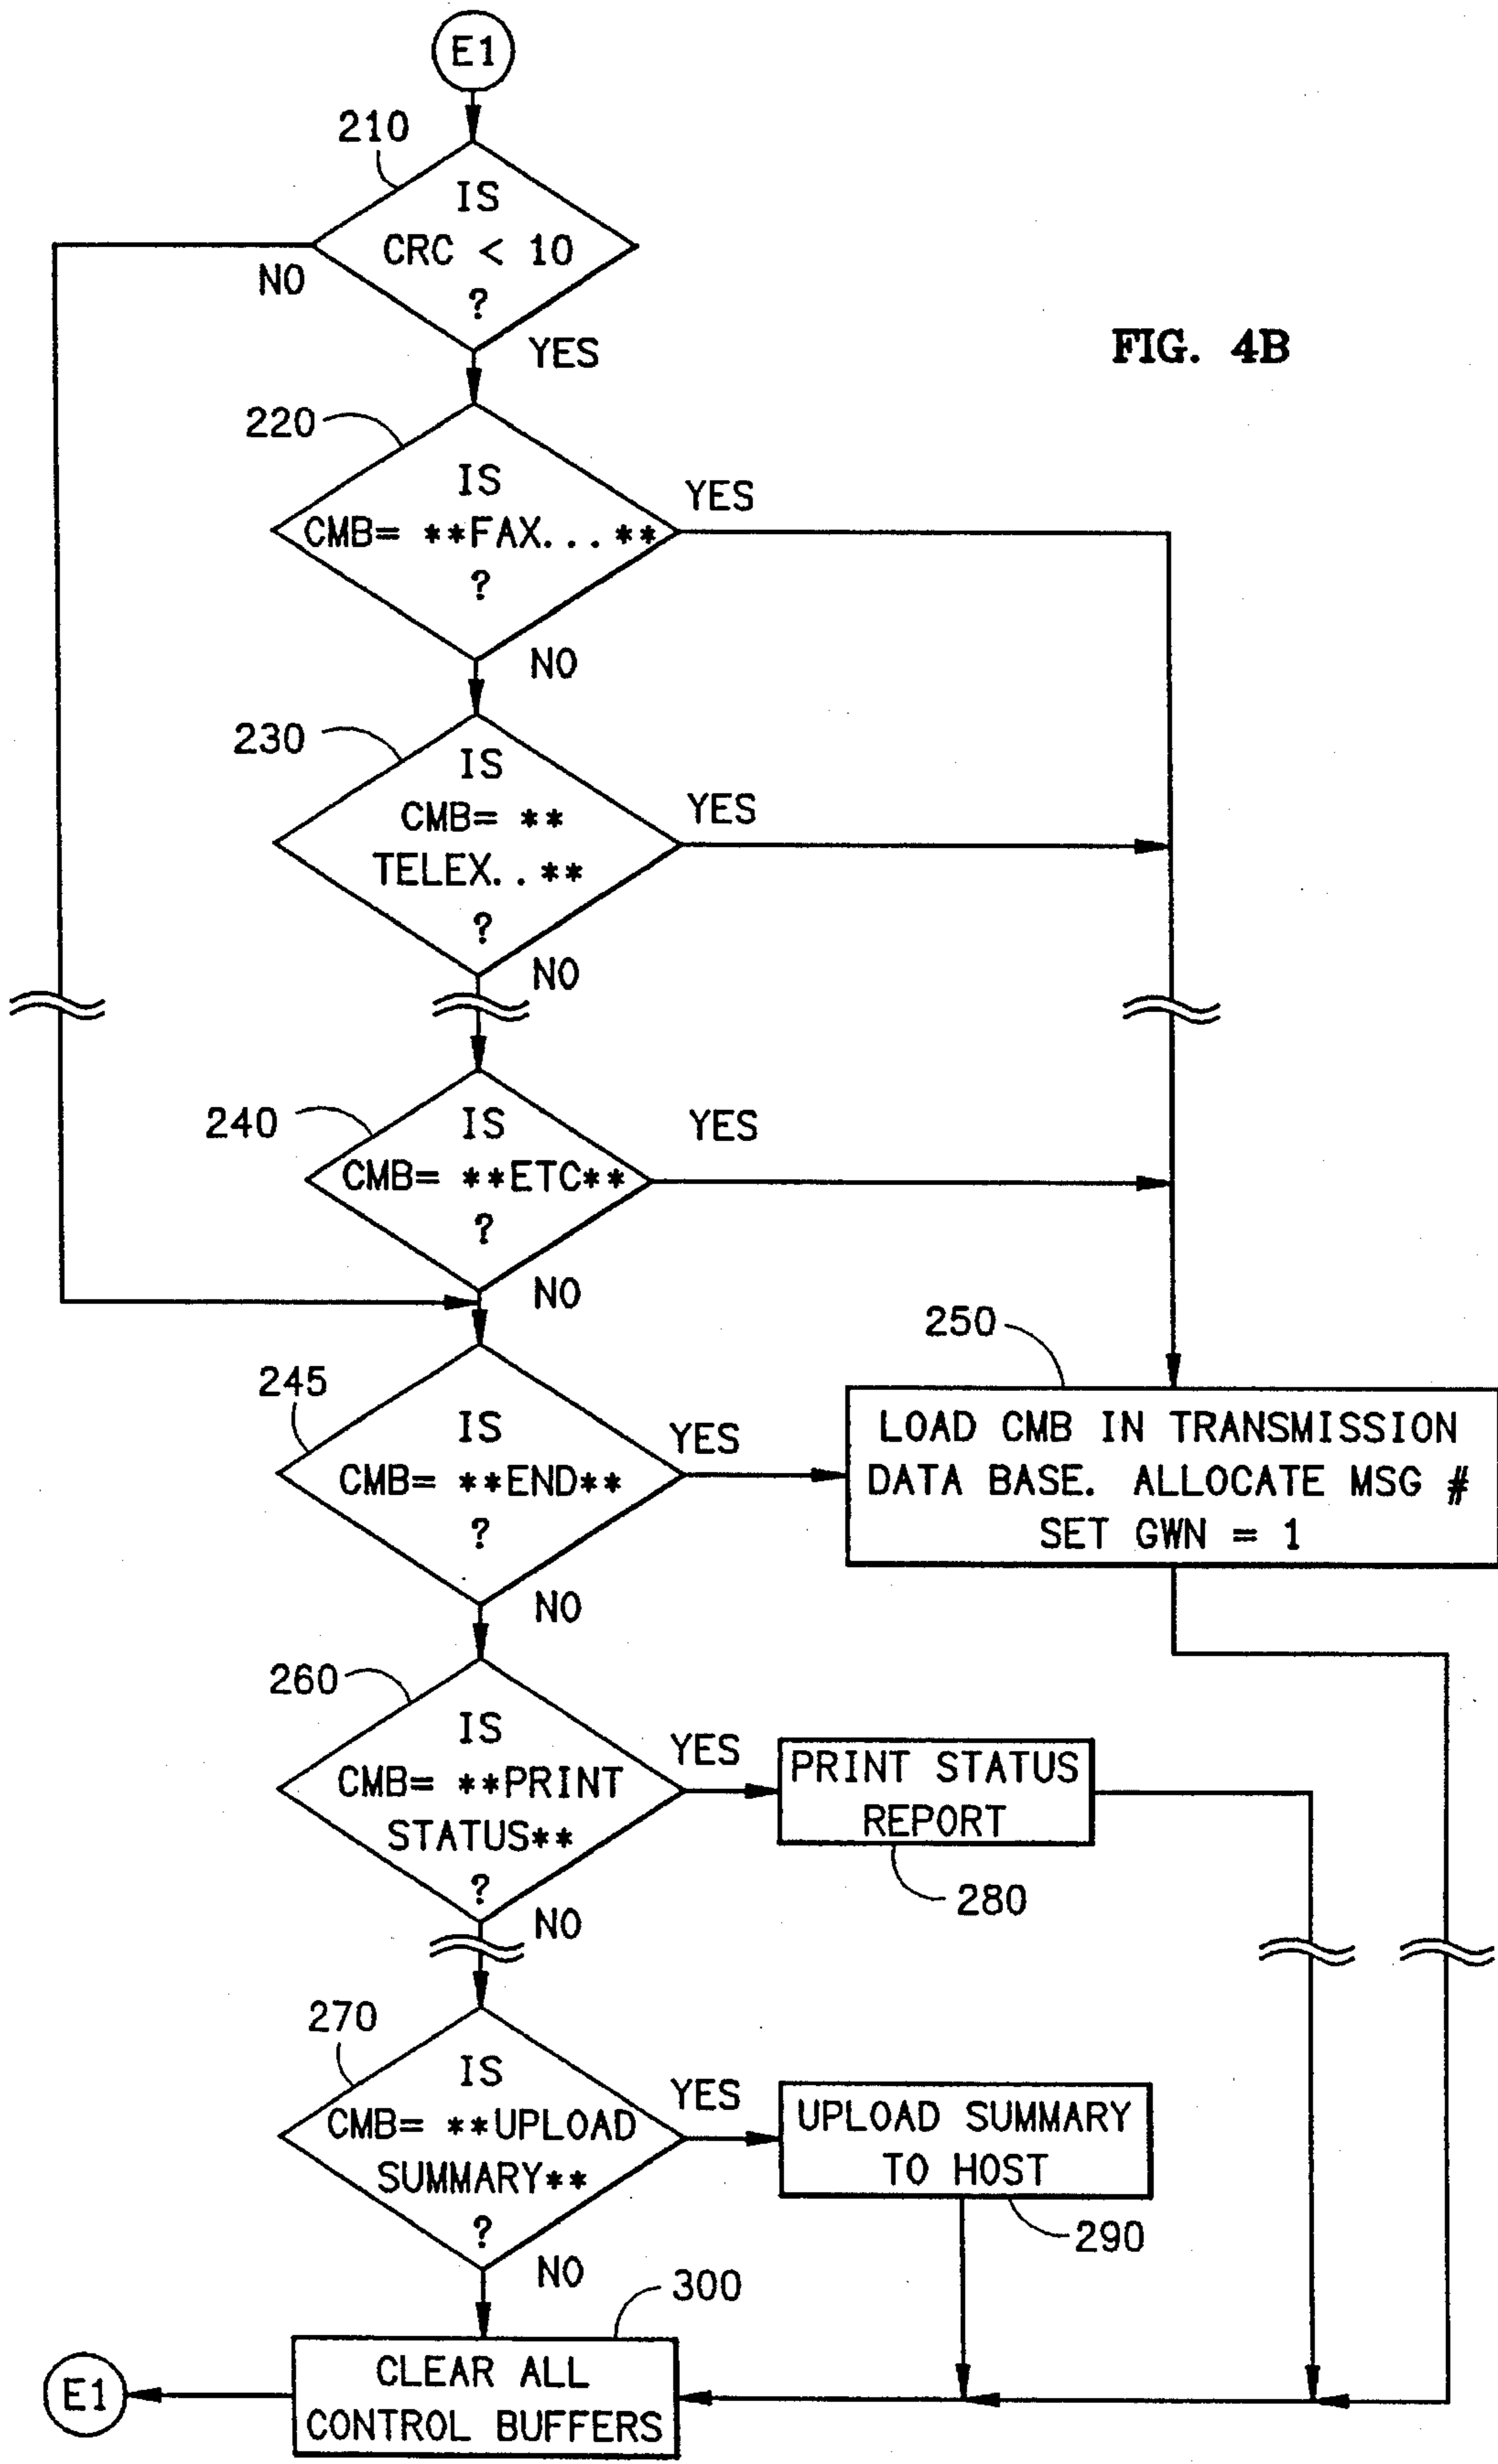 E1
210
IS
CRC < 10
?
NO
YES
FIG. 4B
220
IS
CMB= **FAX...**
?
YES
NO
230
IS
CMB= **
TELEX..**
?
YES
NO
240
IS
CMB= **ETC**
?
YES
NO
245
IS
CMB= **END**
?
YES
NO
250
LOAD CMB IN TRANSMISSION
DATA BASE. ALLOCATE MSG #
SET GWN = 1
260
IS
CMB= **PRINT
STATUS**
?
YES
NO
PRINT STATUS
REPORT
280
270
IS
CMB= **UPLOAD
SUMMARY**
?
YES
NO
UPLOAD SUMMARY
TO HOST
290
300
CLEAR ALL
CONTROL BUFFERS
E1